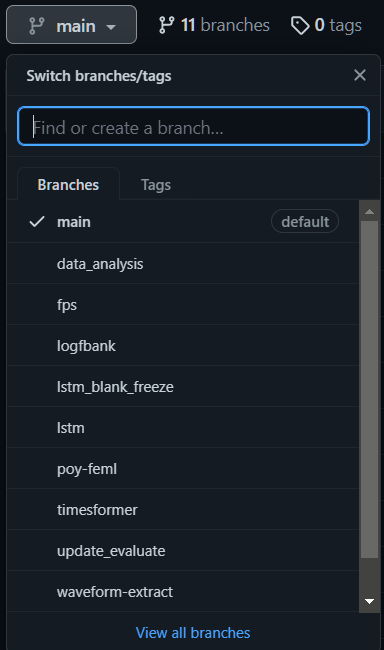 main 11 branches 0 tags
Switch branches/tags
Find or create a branch...
Branches Tags
main default
data_analysis
fps
logfbank
lstm_blank_freeze
lstm
poy-feml
timesformer
update_evaluate
waveform-extract
View all branches